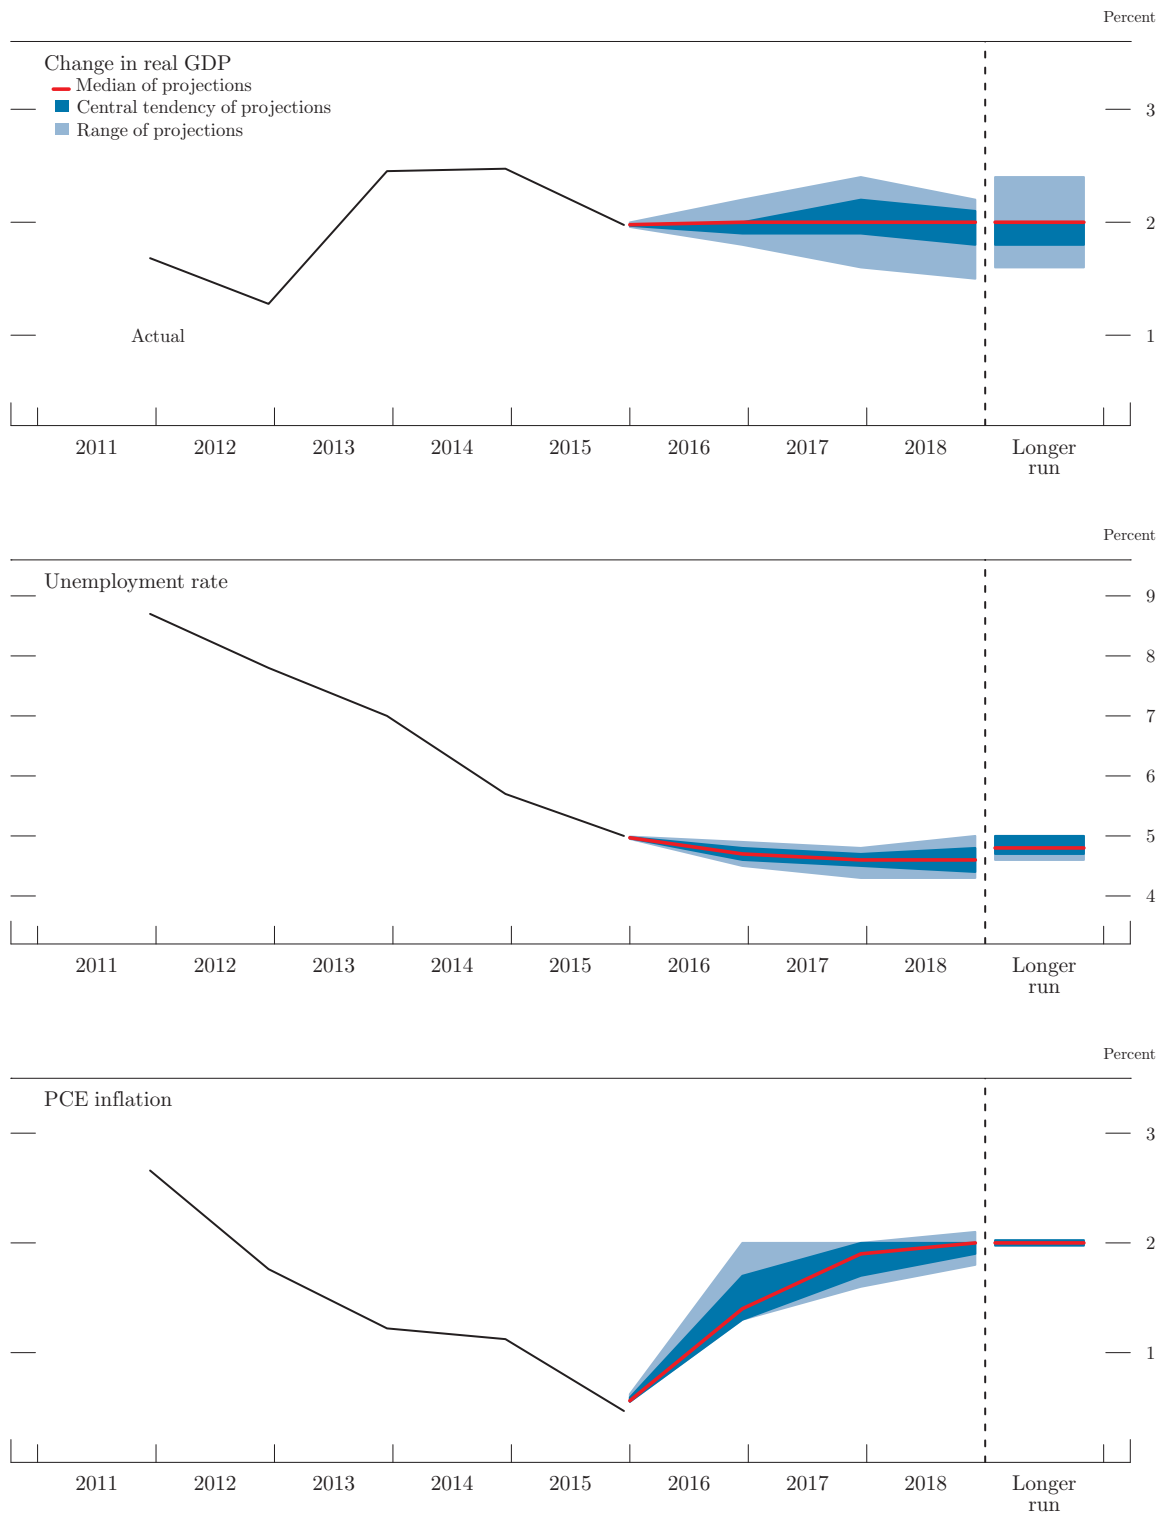 Percent
Change in real GDP
Median of projections
Central tendency of projections
Range of projections
3
2
1
Actual
2011 2012 2013 2014 2015 2016 2017 2018 Longer
run
Percent
Unemployment rate
9
8
7
6
5
4
2011 2012 2013 2014 2015 2016 2017 2018 Longer
run
Percent
PCE inflation
3
2
1
2011 2012 2013 2014 2015 2016 2017 2018 Longer
run